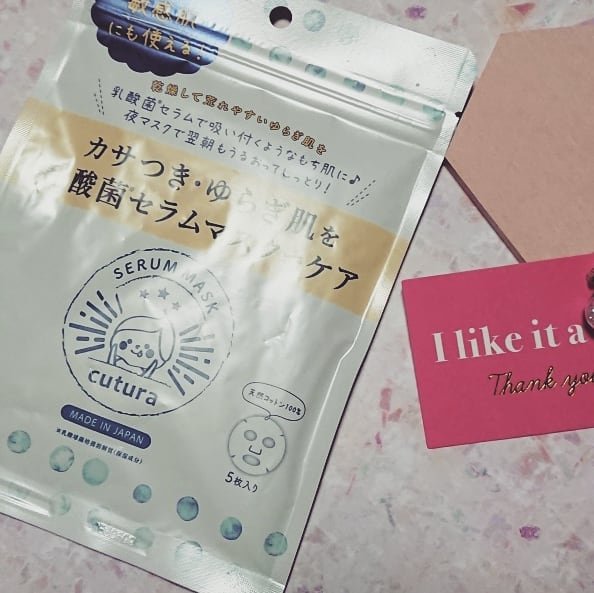 敏感肌
にも使える!
乾燥して荒れやすいゆらぎ肌を
乳酸菌*セラムで吸い付くようなもち肌に♪
夜マスクで翌朝もうるおってしっとり!
カサつき・ゆらぎ肌を
酸菌*セラムマスターケア
SERUM MASK
cutura
MADE IN JAPAN
天然コットン100%
5枚入り
I like it a
Thank you